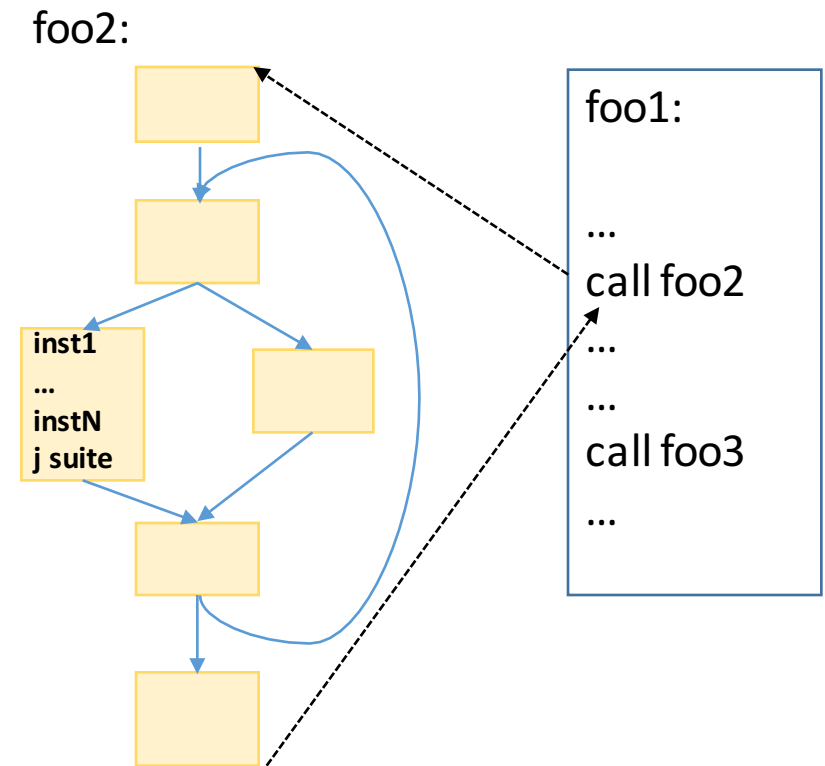 foo2:
inst1
...
instN
j suite
foo1:
...
call foo2
...
...
call foo3
...